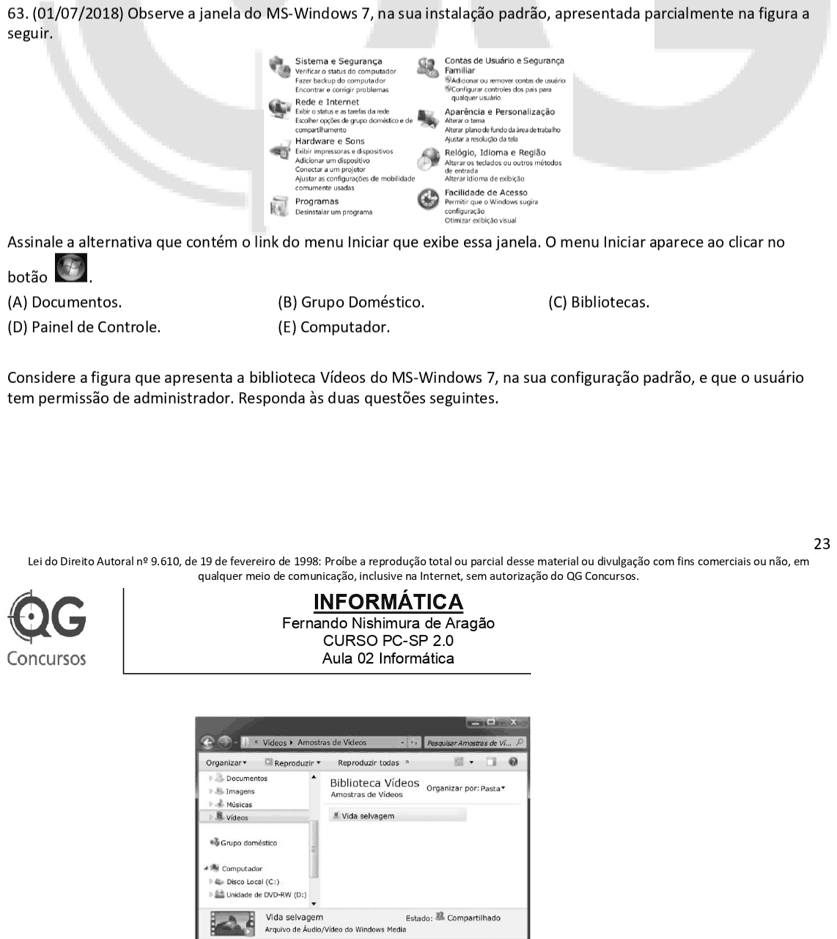 63. (01/07/2018) Observe a janela do MS-Windows 7, na sua instalação padrão, apresentada parcialmente na figura a
seguir.
Sistema e Segurança
Verificar o status do computador
Fazer backup do computador
Encontrar e corrigir problemas
Rede e Internet
Exibir o status e as tarefas da rede
Escolher opções de grupo doméstico e de
compartilhamento
Hardware e Sons
Exibir impressoras e dispositivos
Adicionar um dispositivo
Conectar a um projetor
Ajustar as configurações de mobilidade
comumente usadas
Programas
Desinstalar um programa
Contas de Usuário e Segurança
Familiar
Adicionar ou remover contas de usuário
Configurar controles dos pais para
qualquer usuário
Aparência e Personalização
Alterar o tema
Alterar plano de fundo da área de trabalho
Ajustar a resolução da tela
Relógio, Idioma e Região
Alterar os teclados ou outros métodos
de entrada
Alterar idioma de exibição
Facilidade de Acesso
Permitir que o Windows sugira
configuração
Otimizar exibição visual
Assinale a alternativa que contém o link do menu Iniciar que exibe essa janela. O menu Iniciar aparece ao clicar no
botão .
(A) Documentos. (B) Grupo Doméstico. (C) Bibliotecas.
(D) Painel de Controle. (E) Computador.
Considere a figura que apresenta a biblioteca Vídeos do MS-Windows 7, na sua configuração padrão, e que o usuário
tem permissão de administrador. Responda às duas questões seguintes.
23
Lei do Direito Autoral nº 9.610, de 19 de fevereiro de 1998: Proíbe a reprodução total ou parcial desse material ou divulgação com fins comerciais ou não, em
qualquer meio de comunicação, inclusive na Internet, sem autorização do QG Concursos.
QG
Concursos
INFORMÁTICA
Fernando Nishimura de Aragão
CURSO PC-SP 2.0
Aula 02 Informática
« Vídeos ▸ Amostras de Vídeos
Pesquisar Amostras de Ví...
Organizar ▾ Reproduzir ▾ Reproduzir todas »
Documentos
Imagens
Músicas
Vídeos
Grupo doméstico
Computador
Disco Local (C:)
Unidade de DVD-RW (D:)
Biblioteca Vídeos
Amostras de Vídeos
Organizar por: Pasta ▾
Vida selvagem
Vida selvagem
Estado: Compartilhado
Arquivo de Áudio/Vídeo do Windows Media